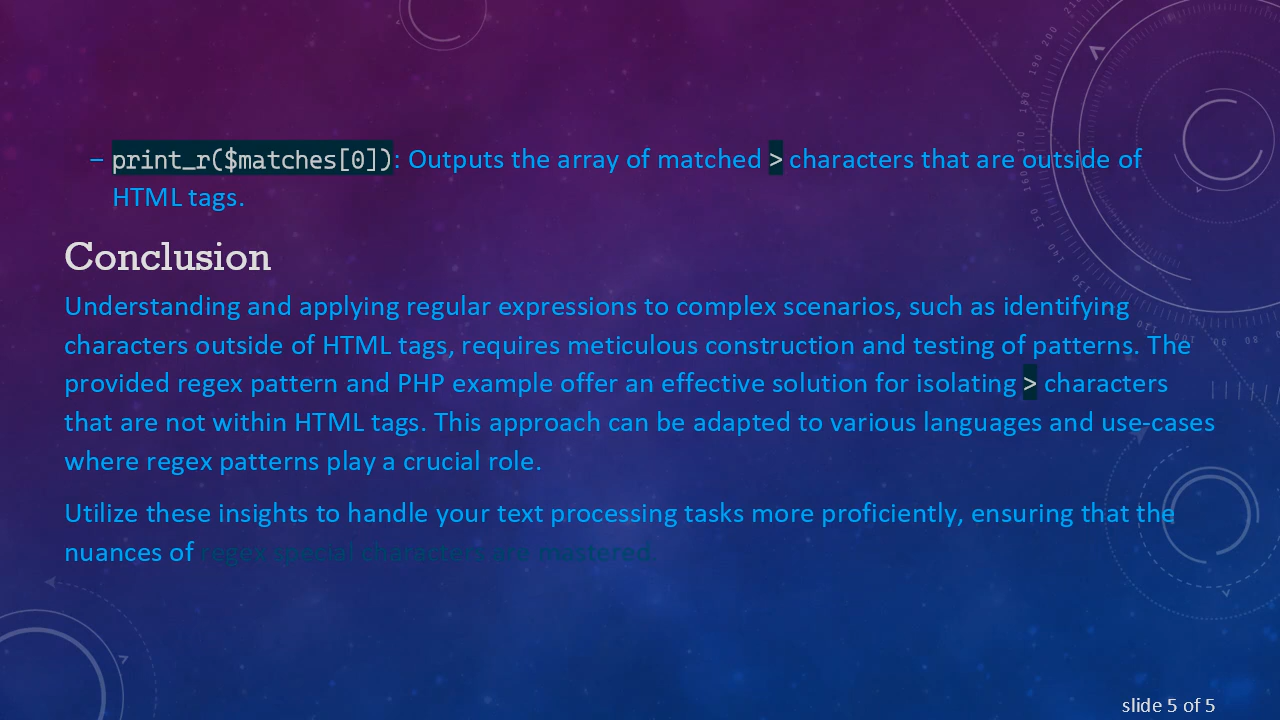 – print_r($matches[0]): Outputs the array of matched > characters that are outside of
HTML tags.
Conclusion
Understanding and applying regular expressions to complex scenarios, such as identifying
characters outside of HTML tags, requires meticulous construction and testing of patterns. The
provided regex pattern and PHP example offer an effective solution for isolating > characters
that are not within HTML tags. This approach can be adapted to various languages and use-cases
where regex patterns play a crucial role.
Utilize these insights to handle your text processing tasks more proficiently, ensuring that the
nuances of regex special characters are mastered.
slide 5 of 5